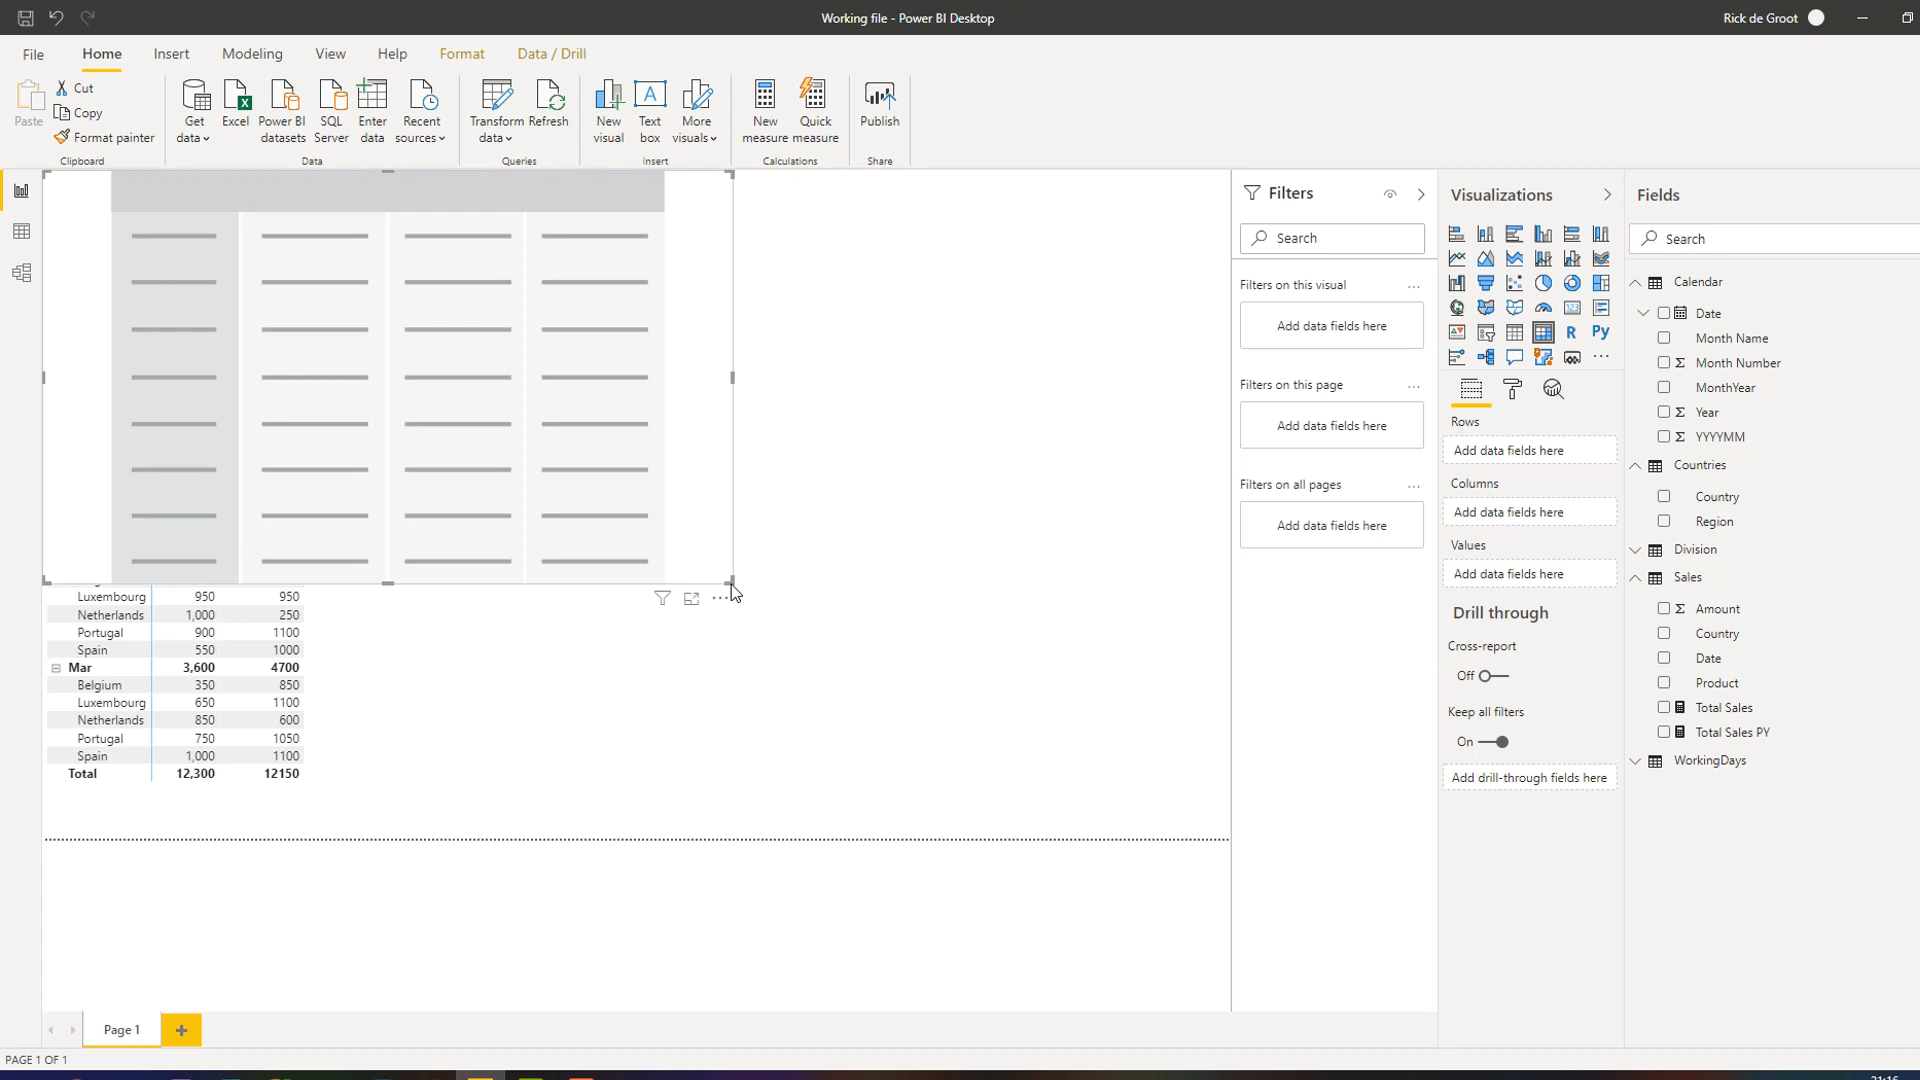 Working file - Power BI Desktop
Rick de Groot
File Home Insert Modeling View Help Format Data / Drill
Paste
Cut
Copy
Format painter
Get data
Excel
Power BI datasets
SQL Server
Enter data
Recent sources
Transform data
Refresh
New visual
Text box
More visuals
New measure
Quick measure
Publish
Clipboard Data Queries Insert Calculations Share
Luxembourg 950 950
Netherlands 1,000 250
Portugal 900 1100
Spain 550 1000
Mar 3,600 4700
Belgium 350 850
Luxembourg 650 1100
Netherlands 850 600
Portugal 750 1050
Spain 1,000 1100
Total 12,300 12150
Filters
Search
Filters on this visual
Add data fields here
Filters on this page
Add data fields here
Filters on all pages
Add data fields here
Visualizations
R Py
123
Rows
Add data fields here
Columns
Add data fields here
Values
Add data fields here
Drill through
Cross-report
Off
Keep all filters
On
Add drill-through fields here
Fields
Search
Calendar
Date
Month Name
Month Number
MonthYear
Year
YYYYMM
Countries
Country
Region
Division
Sales
Amount
Country
Date
Product
Total Sales
Total Sales PY
WorkingDays
Page 1
PAGE 1 OF 1